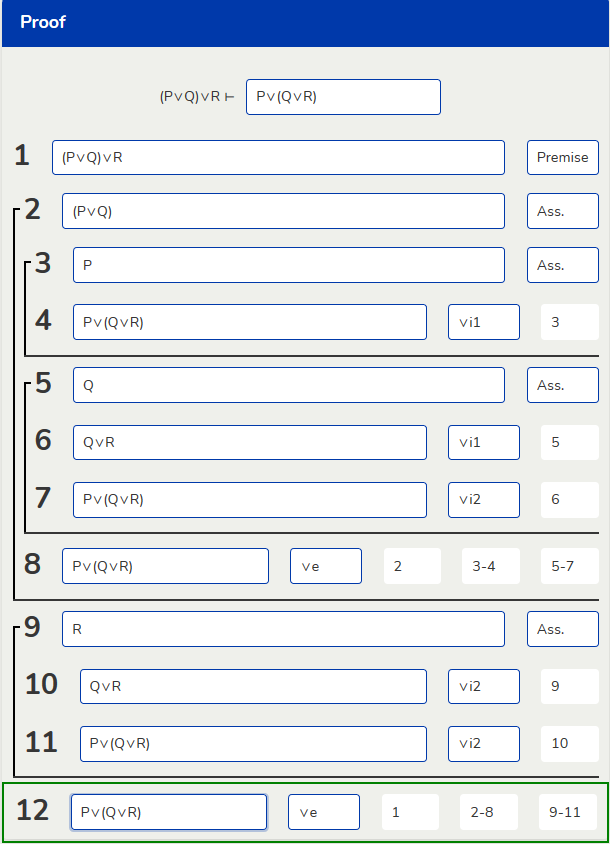 Proof
(P∨Q)∨R ⊢ P∨(Q∨R)
1 (P∨Q)∨R Premise
2 (P∨Q) Ass.
3 P Ass.
4 P∨(Q∨R) ∨i1 3
5 Q Ass.
6 Q∨R ∨i1 5
7 P∨(Q∨R) ∨i2 6
8 P∨(Q∨R) ∨e 2 3-4 5-7
9 R Ass.
10 Q∨R ∨i2 9
11 P∨(Q∨R) ∨i2 10
12 P∨(Q∨R) ∨e 1 2-8 9-11